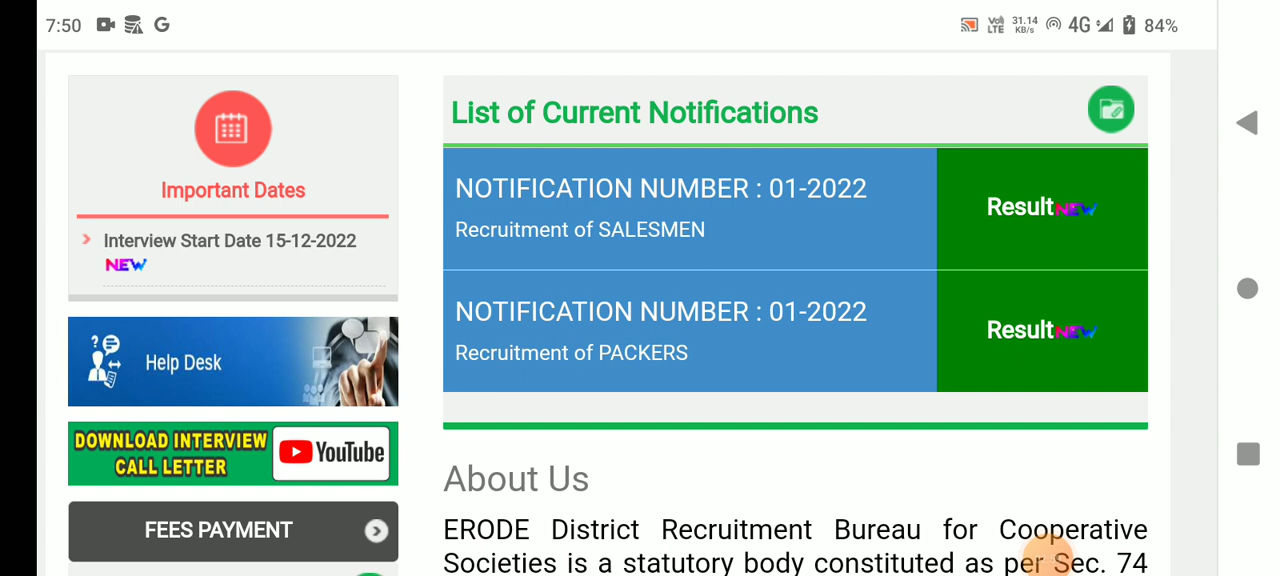 7:50 G Vo) LTE 31.14 KB/s 4G 84%
Important Dates
Interview Start Date 15-12-2022
NEW
Help Desk
DOWNLOAD INTERVIEW
CALL LETTER
YouTube
FEES PAYMENT
List of Current Notifications
NOTIFICATION NUMBER : 01-2022
Recruitment of SALESMEN
Result NEW
NOTIFICATION NUMBER : 01-2022
Recruitment of PACKERS
Result NEW
About Us
ERODE District Recruitment Bureau for Cooperative
Societies is a statutory body constituted as per Sec. 74